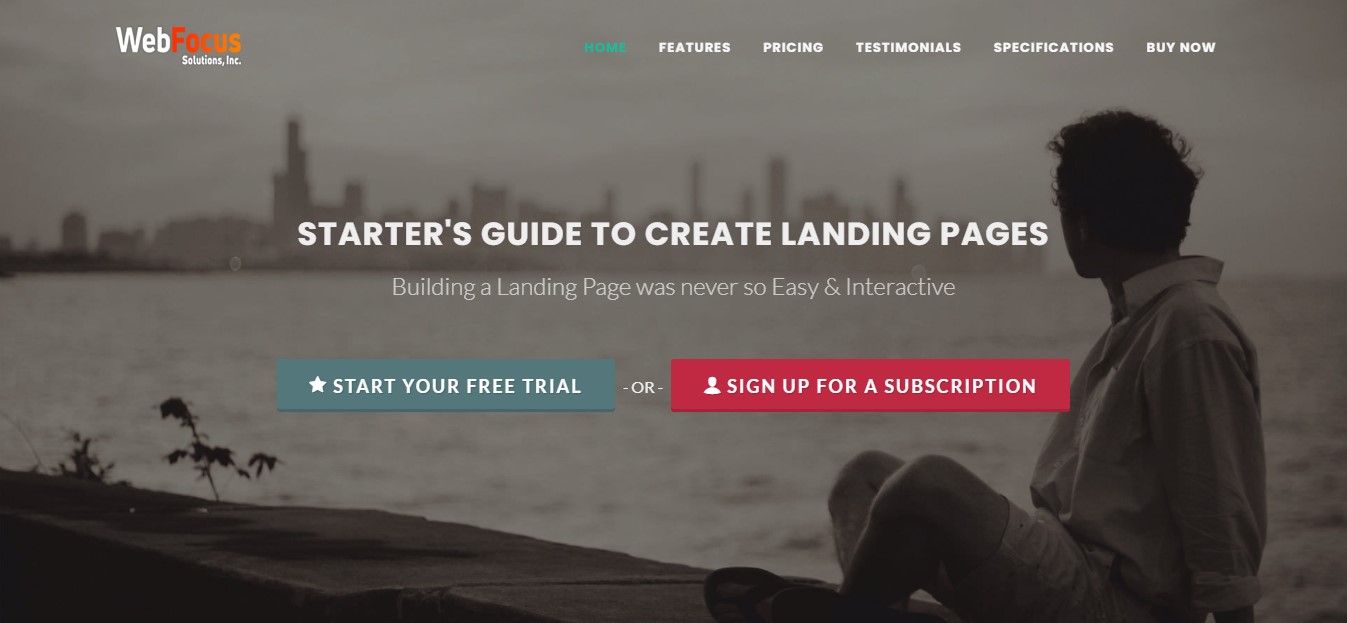 WebFocus
Solutions, Inc.
HOME FEATURES PRICING TESTIMONIALS SPECIFICATIONS BUY NOW
STARTER'S GUIDE TO CREATE LANDING PAGES
Building a Landing Page was never so Easy & Interactive
START YOUR FREE TRIAL - OR - SIGN UP FOR A SUBSCRIPTION